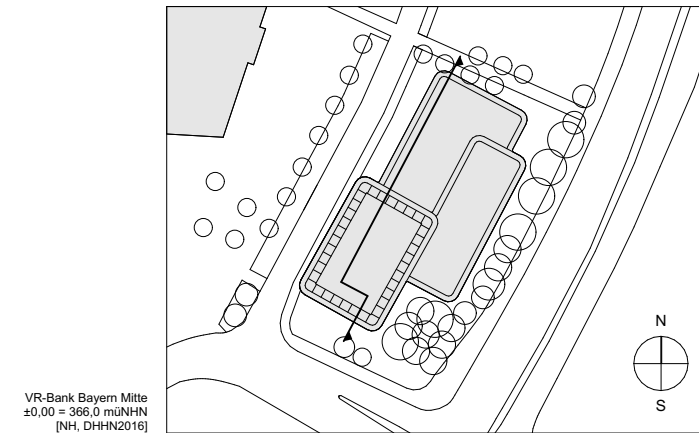 N
S
VR-Bank Bayern Mitte
±0,00 = 366,0 müNHN
[NH, DHHN2016]